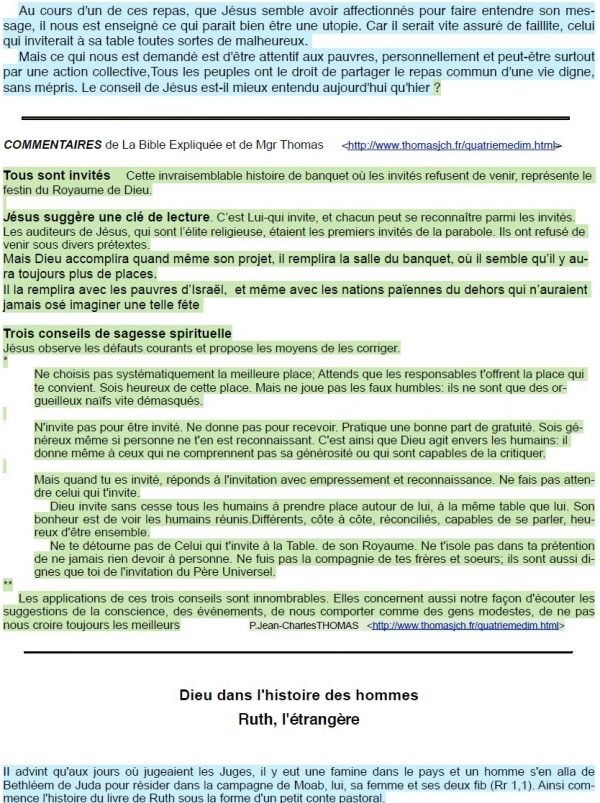 Au cours d'un de ces repas, que Jésus semble avoir affectionnés pour faire entendre son mes-
sage, il nous est enseigné ce qui parait bien être une utopie. Car il serait vite assuré de faillite, celui
qui inviterait à sa table toutes sortes de malheureux.
Mais ce qui nous est demandé est d'être attentif aux pauvres, personnellement et peut-être surtout
par une action collective,Tous les peuples ont le droit de partager le repas commun d'une vie digne,
sans mépris. Le conseil de Jésus est-il mieux entendu aujourd'hui qu'hier ?
COMMENTAIRES de La Bible Expliquée et de Mgr Thomas <http://www.thomasjch.fr/quatriemedim.html>
Tous sont invités Cette invraisemblable histoire de banquet où les invités refusent de venir, représente le
festin du Royaume de Dieu.
Jésus suggère une clé de lecture. C'est Lui-qui invite, et chacun peut se reconnaître parmi les invités.
Les auditeurs de Jésus, qui sont l'élite religieuse, étaient les premiers invités de la parabole. Ils ont refusé de
venir sous divers prétextes.
Mais Dieu accomplira quand même son projet, il remplira la salle du banquet, où il semble qu'il y au-
ra toujours plus de places.
Il la remplira avec les pauvres d'Israël, et même avec les nations païennes du dehors qui n'auraient
jamais osé imaginer une telle fête
Trois conseils de sagesse spirituelle
Jésus observe les défauts courants et propose les moyens de les corriger.
*
Ne choisis pas systématiquement la meilleure place; Attends que les responsables t'offrent la place qui
te convient. Sois heureux de cette place. Mais ne joue pas les faux humbles: ils ne sont que des or-
gueilleux naïfs vite démasqués.
N'invite pas pour être invité. Ne donne pas pour recevoir. Pratique une bonne part de gratuité. Sois gé-
néreux même si personne ne t'en est reconnaissant. C'est ainsi que Dieu agit envers les humains: il
donne même à ceux qui ne comprennent pas sa générosité ou qui sont capables de la critiquer.
Mais quand tu es invité, réponds à l'invitation avec empressement et reconnaissance. Ne fais pas atten-
dre celui qui t'invite.
Dieu invite sans cesse tous les humains à prendre place autour de lui, à la même table que lui. Son
bonheur est de voir les humains réunis.Différents, côte à côte, réconciliés, capables de se parler, heu-
reux d'être ensemble.
Ne te détourne pas de Celui qui t'invite à la Table. de son Royaume. Ne t'isole pas dans ta prétention
de ne jamais rien devoir à personne. Ne fuis pas la compagnie de tes frères et soeurs; ils sont aussi di-
gnes que toi de l'invitation du Père Universel.
**
Les applications de ces trois conseils sont innombrables. Elles concernent aussi notre façon d'écouter les
suggestions de la conscience, des événements, de nous comporter comme des gens modestes, de ne pas
nous croire toujours les meilleurs P.Jean-CharlesTHOMAS <http://www.thomasjch.fr/quatriemedim.html>
Dieu dans l'histoire des hommes
Ruth, l'étrangère
Il advint qu'aux jours où jugeaient les Juges, il y eut une famine dans le pays et un homme s'en alla de
Bethléem de Juda pour résider dans la campagne de Moab, lui, sa femme et ses deux fib (Rr 1,1). Ainsi com-
mence l'histoire du livre de Ruth sous la forme d'un petit conte pastoral.